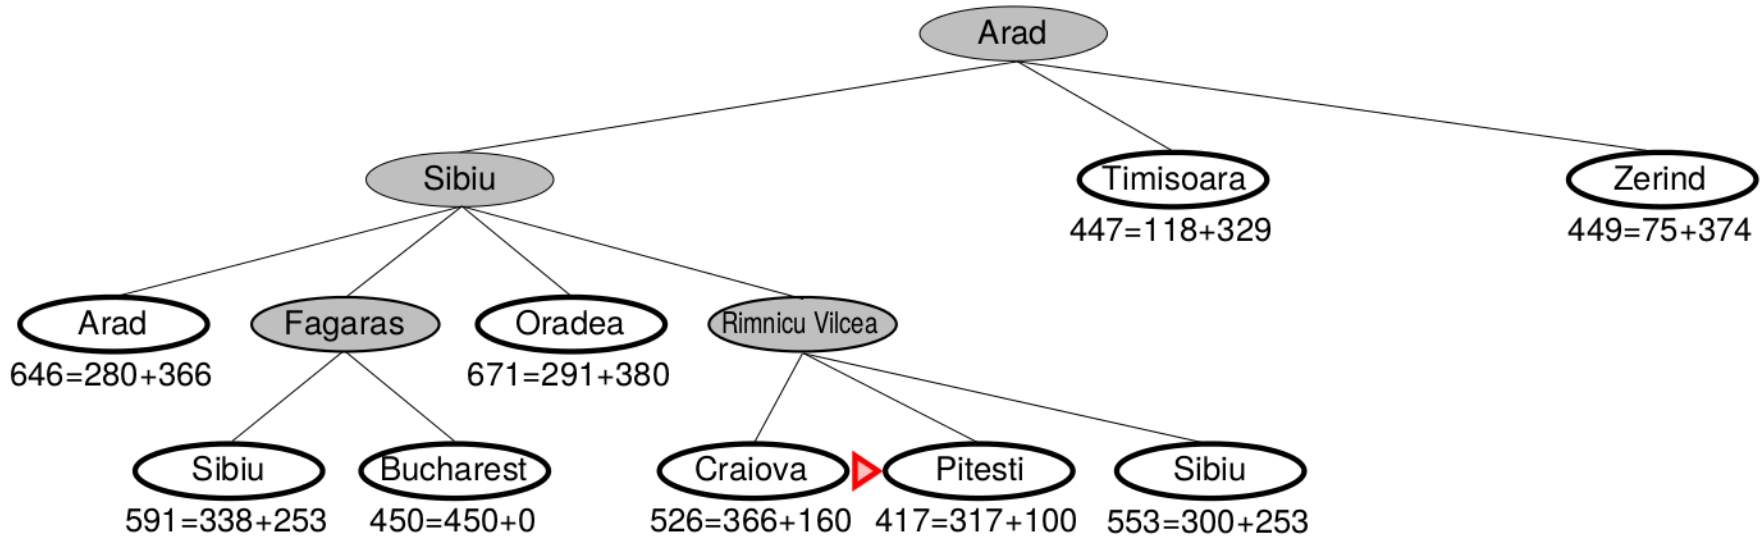 Arad
Sibiu
Timisoara
Zerind
447=118+329
449=75+374
Arad
Fagaras
Oradea
Rimnicu Vilcea
646=280+366
671=291+380
Sibiu
Bucharest
Craiova
Pitesti
Sibiu
591=338+253
450=450+0
526=366+160
417=317+100
553=300+253